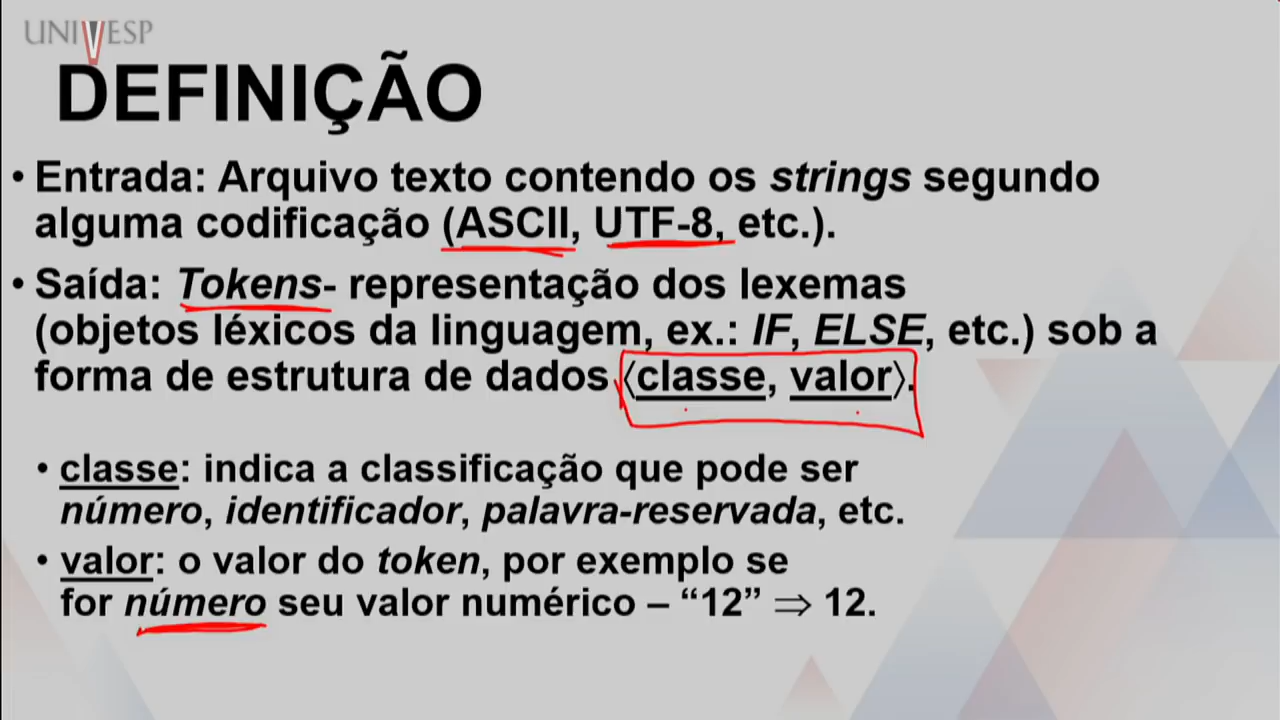 UNIVESP
DEFINIÇÃO
• Entrada: Arquivo texto contendo os strings segundo
alguma codificação (ASCII, UTF-8, etc.).
• Saída: Tokens- representação dos lexemas
(objetos léxicos da linguagem, ex.: IF, ELSE, etc.) sob a
forma de estrutura de dados ⟨classe, valor⟩.
• classe: indica a classificação que pode ser
número, identificador, palavra-reservada, etc.
• valor: o valor do token, por exemplo se
for número seu valor numérico – “12” ⇒ 12.